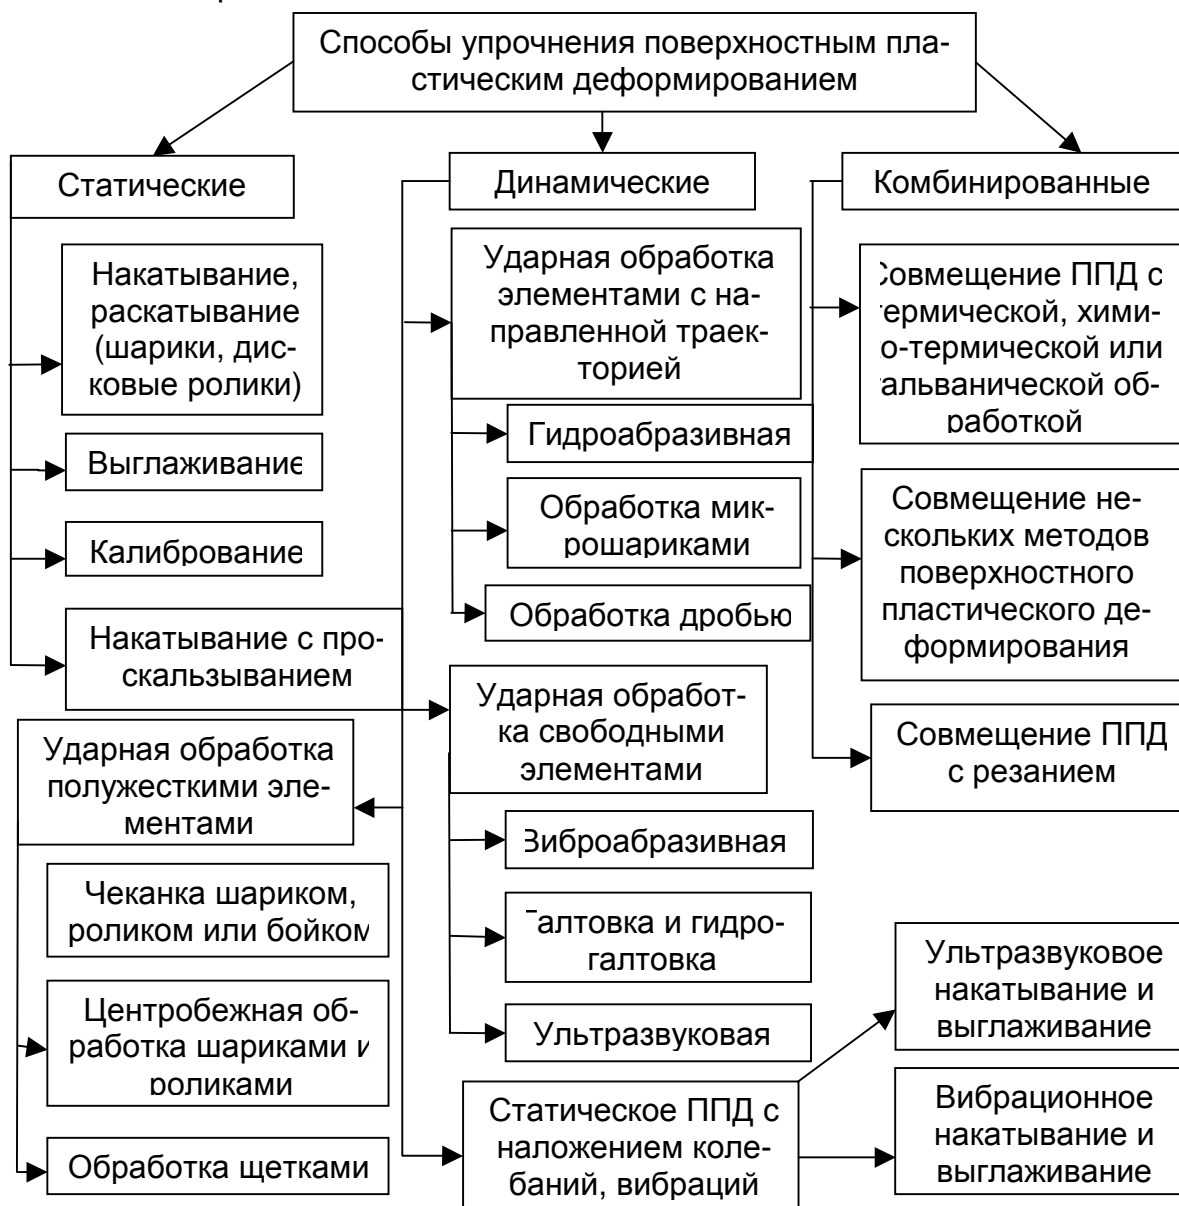 Способы упрочнения поверхностным пла-
стическим деформированием
Статические
Динамические
Комбинированные
Накатывание,
раскатывание
(шарики, дис-
ковые ролики)
Выглаживание
Калибрование
Накатывание с про-
скальзыванием
Ударная обработка
полужесткими эле-
ментами
Чеканка шариком,
роликом или бойком
Центробежная об-
работка шариками и
роликами
Обработка щетками
Ударная обработка
элементами с на-
правленной траек-
торией
Гидроабразивная
Обработка мик-
рошариками
Обработка дробью
Ударная обработ-
ка свободными
элементами
Виброабразивная
Галтовка и гидро-
галтовка
Ультразвуковая
Статическое ППД с
наложением коле-
баний, вибраций
Совмещение ППД с
термической, хими-
ко-термической или
гальванической об-
работкой
Совмещение не-
скольких методов
поверхностного
пластического де-
формирования
Совмещение ППД
с резанием
Ультразвуковое
накатывание и
выглаживание
Вибрационное
накатывание и
выглаживание